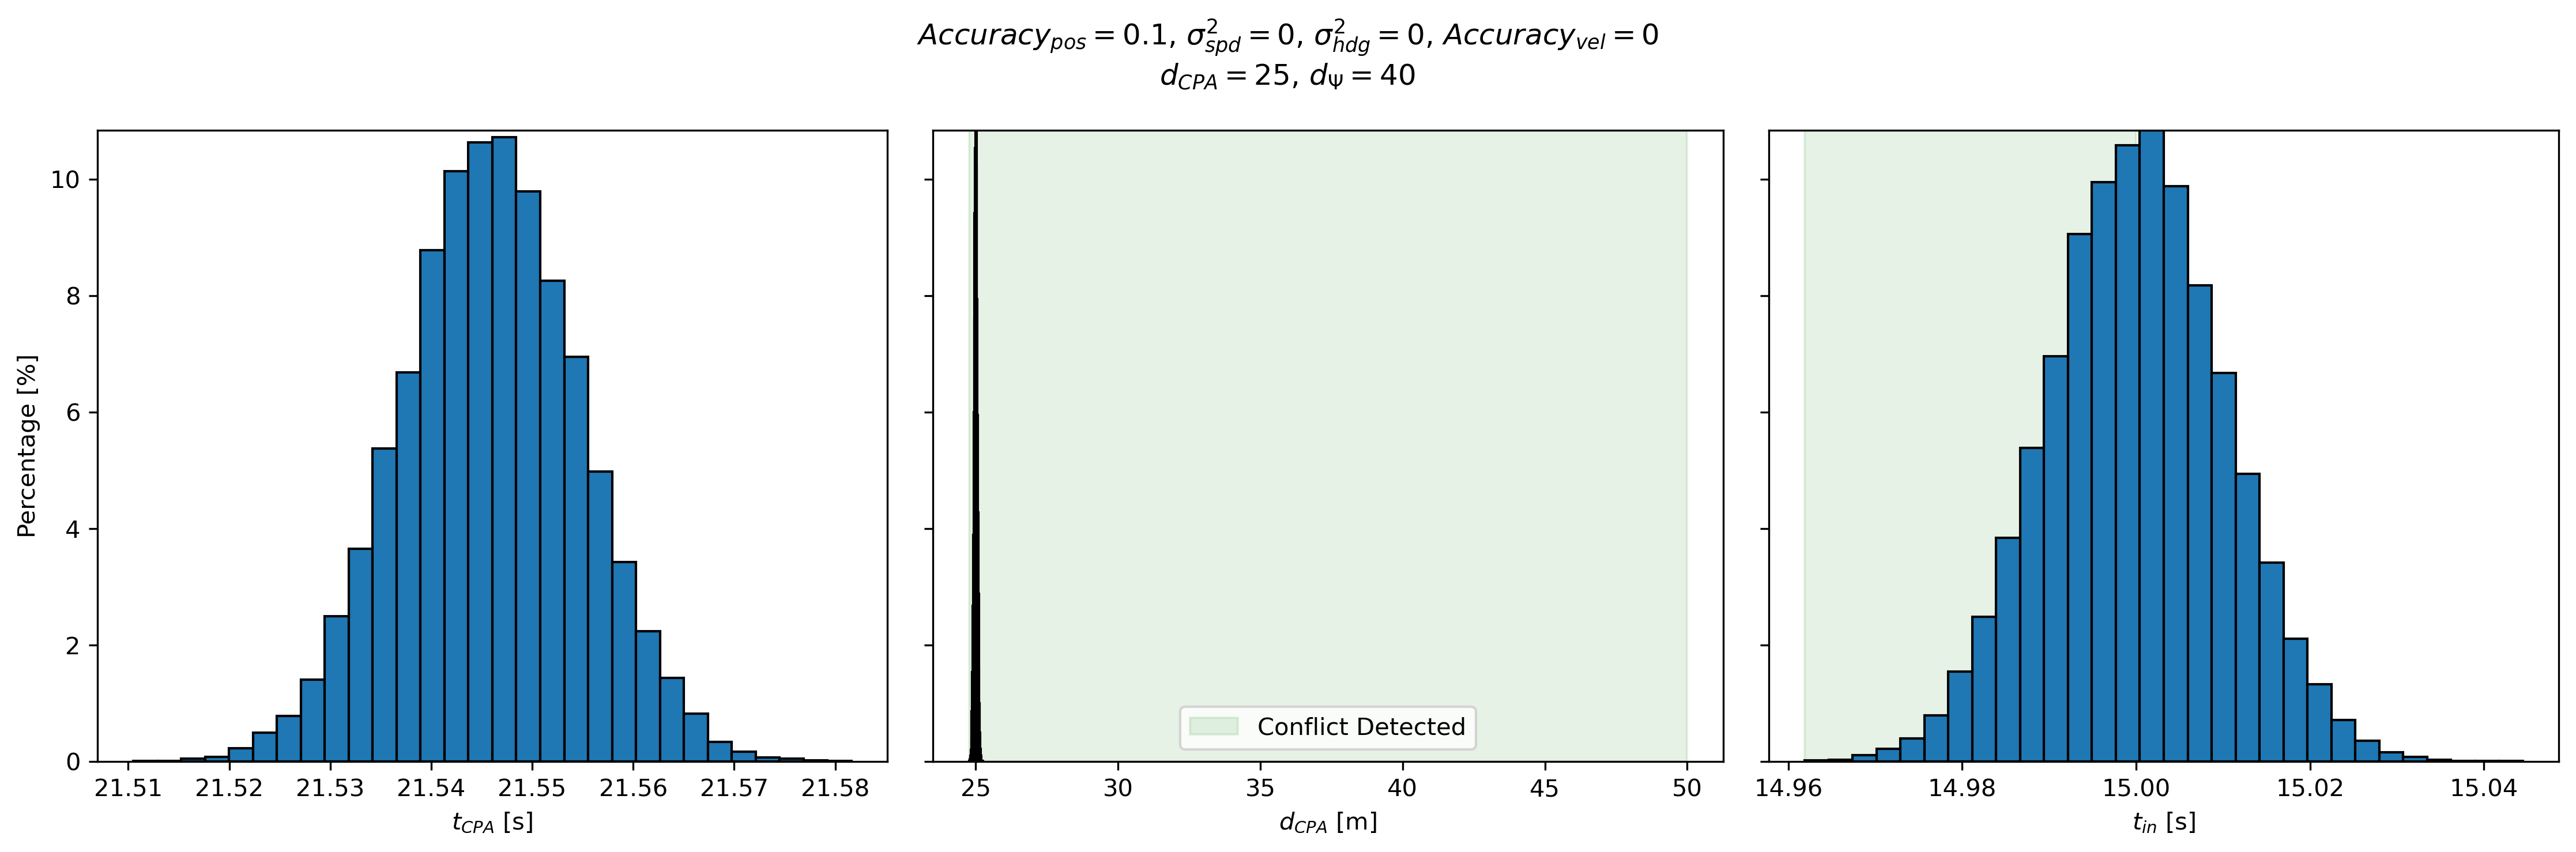 Accuracy_pos = 0.1, σ²_spd = 0, σ²_hdg = 0, Accuracy_vel = 0
d_CPA = 25, d_Ψ = 40
Percentage [%]
10
8
6
4
2
0
21.51 21.52 21.53 21.54 21.55 21.56 21.57 21.58
t_CPA [s]
Conflict Detected
25 30 35 40 45 50
d_CPA [m]
14.96 14.98 15.00 15.02 15.04
t_in [s]